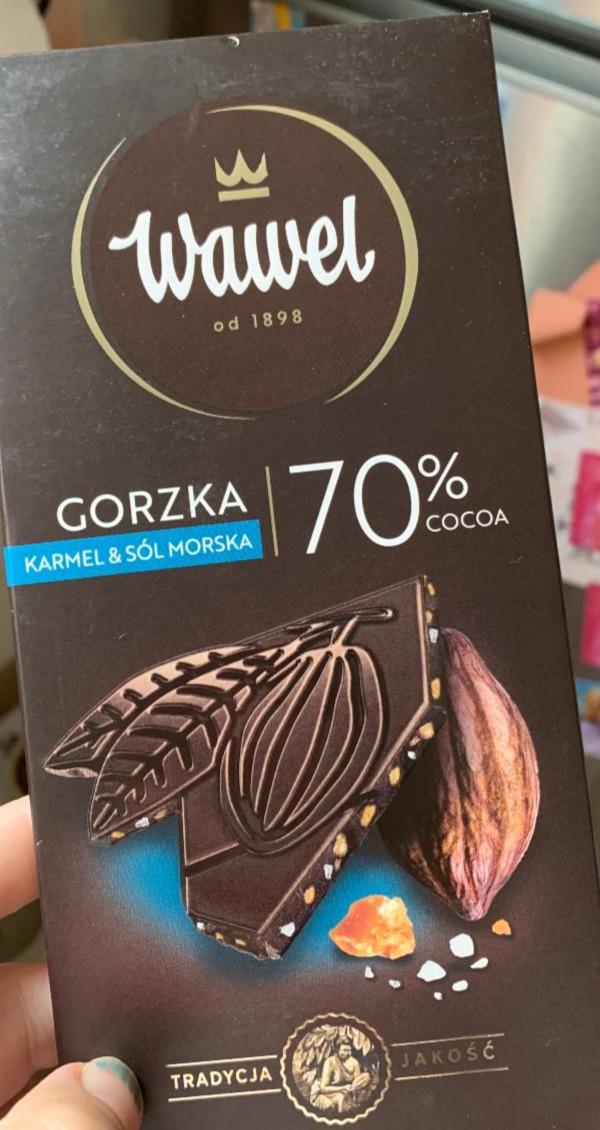 Wawel
od 1898
GORZKA
KARMEL & SÓL MORSKA
70%
COCOA
TRADYCJA JAKOŚĆ